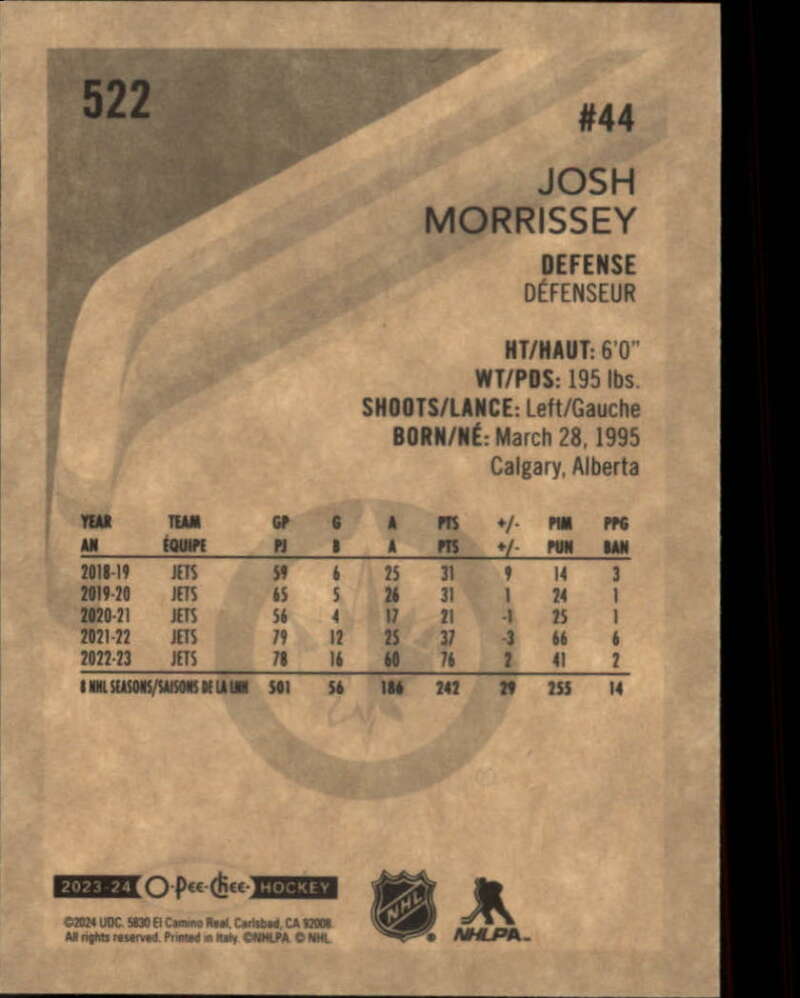 522
#44
JOSH
MORRISSEY
DEFENSE
DÉFENSEUR
HT/HAUT: 6'0"
WT/PDS: 195 lbs.
SHOOTS/LANCE: Left/Gauche
BORN/NÉ: March 28, 1995
Calgary, Alberta
YEAR TEAM GP G A PTS +/- PIM PPG
AN ÉQUIPE PJ B A PTS +/- PUN BAN
2018-19 JETS 59 6 25 31 9 14 3
2019-20 JETS 65 5 26 31 1 24 1
2020-21 JETS 56 4 17 21 -1 25 1
2021-22 JETS 79 12 25 37 -3 66 6
2022-23 JETS 78 16 60 76 2 41 2
8 NHL SEASONS/SAISONS DE LA LNH 501 56 186 242 29 255 14
2023-24 O-Pee-Chee HOCKEY
©2024 UDC. 5830 El Camino Real, Carlsbad, CA 92008.
All rights reserved. Printed in Italy. ©NHLPA. © NHL.
NHL
NHLPA